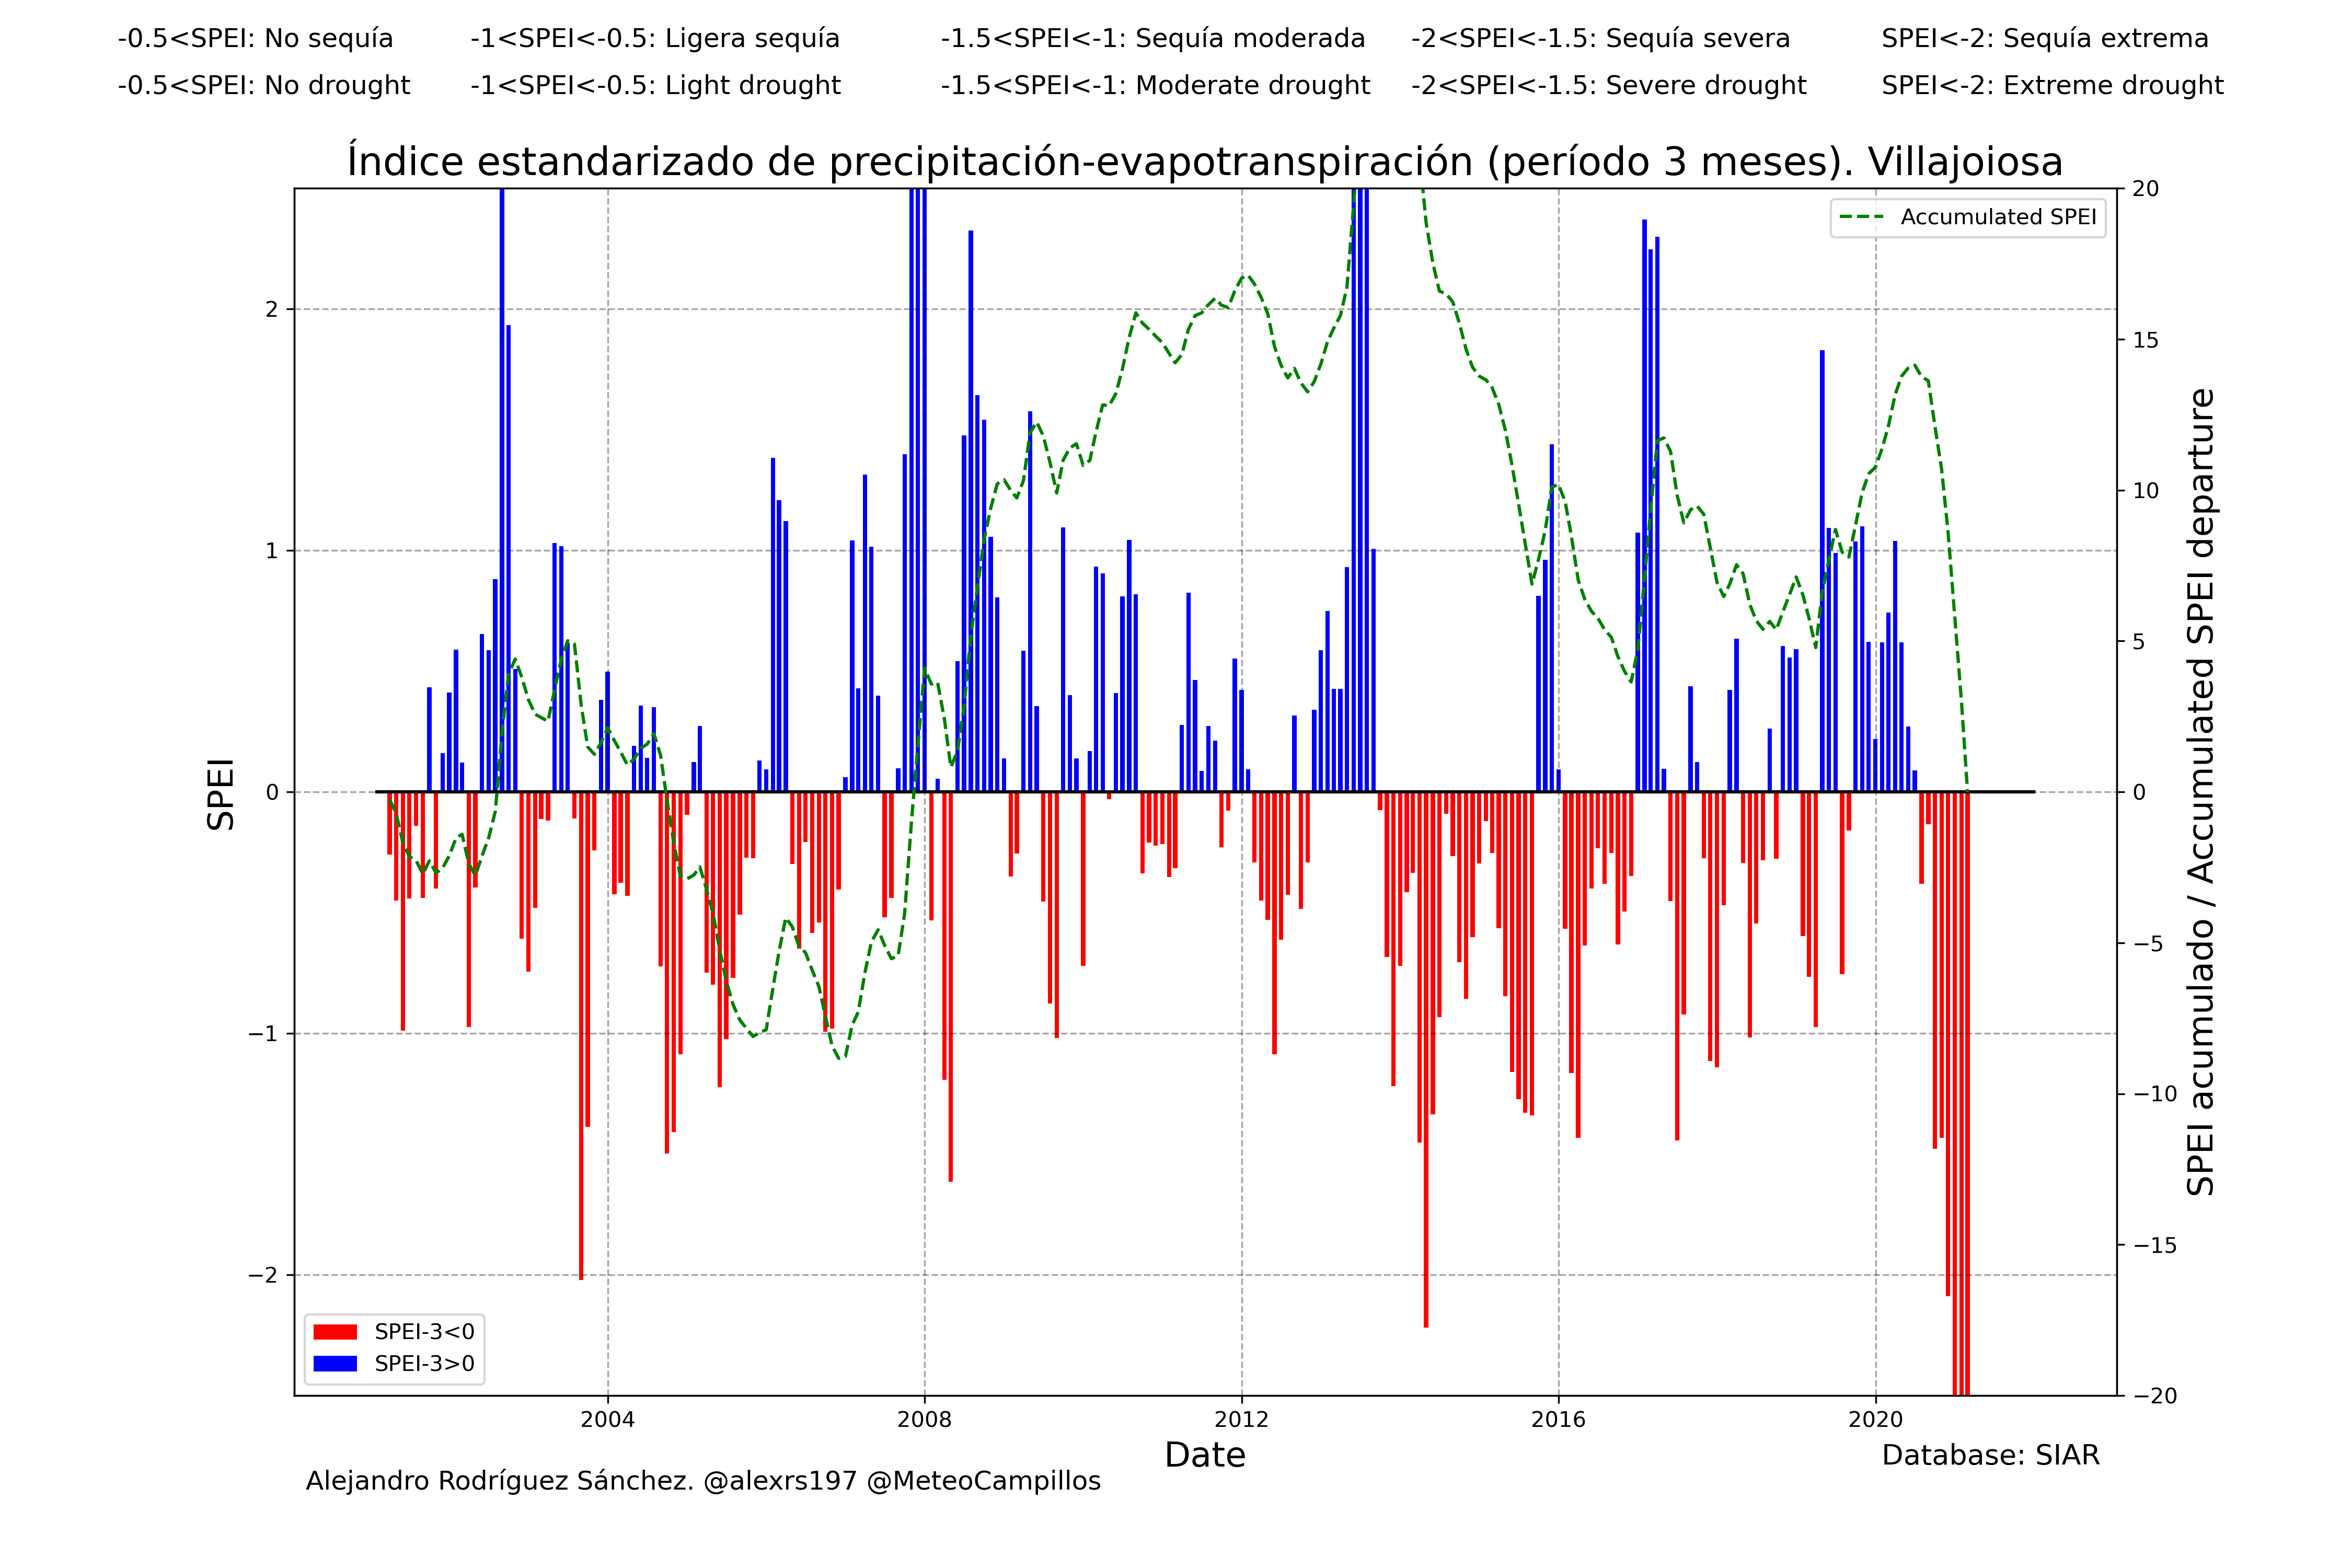 -0.5<SPEI: No sequía -1<SPEI<-0.5: Ligera sequía -1.5<SPEI<-1: Sequía moderada -2<SPEI<-1.5: Sequía severa SPEI<-2: Sequía extrema
-0.5<SPEI: No drought -1<SPEI<-0.5: Light drought -1.5<SPEI<-1: Moderate drought -2<SPEI<-1.5: Severe drought SPEI<-2: Extreme drought
Índice estandarizado de precipitación-evapotranspiración (período 3 meses). Villajoiosa
Accumulated SPEI
SPEI
2
1
0
−1
−2
20
15
10
5
0
−5
−10
−15
−20
SPEI acumulado / Accumulated SPEI departure
SPEI-3<0
SPEI-3>0
2004 2008 2012 2016 2020
Date
Database: SIAR
Alejandro Rodríguez Sánchez. @alexrs197 @MeteoCampillos